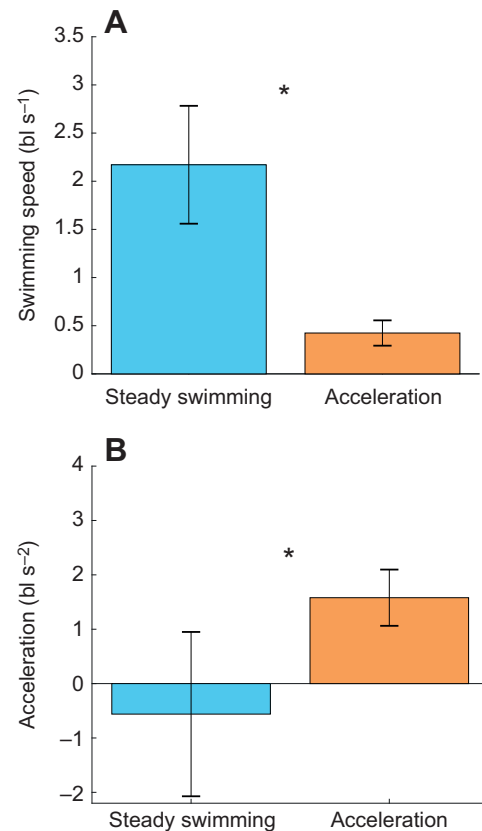 A
Swimming speed (bl s⁻¹)
3.5
3
2.5
2
1.5
1
0.5
0
*
Steady swimming Acceleration
B
Acceleration (bl s⁻²)
4
3
2
1
0
–1
–2
*
Steady swimming Acceleration